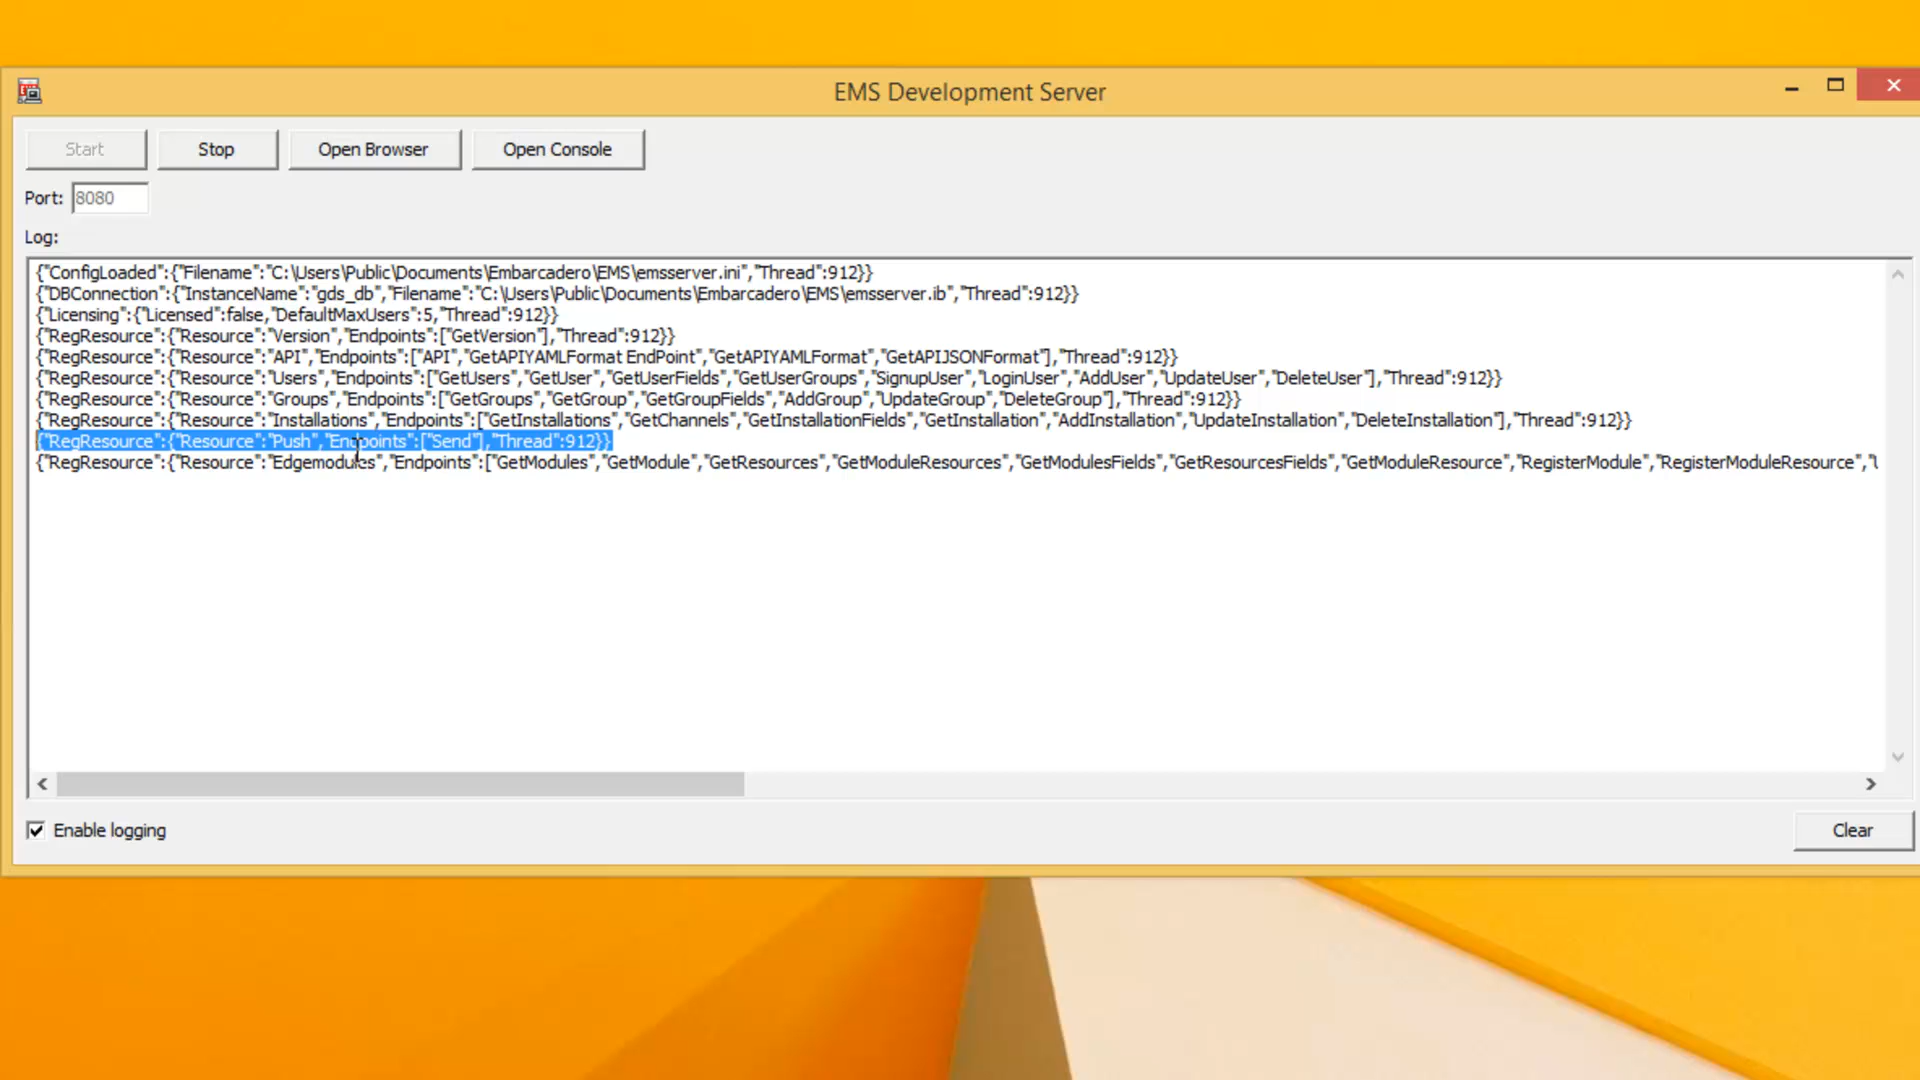 EMS Development Server
Start Stop Open Browser Open Console
Port: 8080
Log:
{"ConfigLoaded":{"Filename":"C:\Users\Public\Documents\Embarcadero\EMS\emsserver.ini","Thread":912}}
{"DBConnection":{"InstanceName":"gds_db","Filename":"C:\Users\Public\Documents\Embarcadero\EMS\emsserver.ib","Thread":912}}
{"Licensing":{"Licensed":false,"DefaultMaxUsers":5,"Thread":912}}
{"RegResource":{"Resource":"Version","Endpoints":["GetVersion"],"Thread":912}}
{"RegResource":{"Resource":"API","Endpoints":["API","GetAPIYAMLFormat EndPoint","GetAPIYAMLFormat","GetAPIJSONFormat"],"Thread":912}}
{"RegResource":{"Resource":"Users","Endpoints":["GetUsers","GetUser","GetUserFields","GetUserGroups","SignupUser","LoginUser","AddUser","UpdateUser","DeleteUser"],"Thread":912}}
{"RegResource":{"Resource":"Groups","Endpoints":["GetGroups","GetGroup","GetGroupFields","AddGroup","UpdateGroup","DeleteGroup"],"Thread":912}}
{"RegResource":{"Resource":"Installations","Endpoints":["GetInstallations","GetChannels","GetInstallationFields","GetInstallation","AddInstallation","UpdateInstallation","DeleteInstallation"],"Thread":912}}
{"RegResource":{"Resource":"Push","Endpoints":["Send"],"Thread":912}}
{"RegResource":{"Resource":"Edgemodules","Endpoints":["GetModules","GetModule","GetResources","GetModuleResources","GetModulesFields","GetResourcesFields","GetModuleResource","RegisterModule","RegisterModuleResource","
Enable logging
Clear